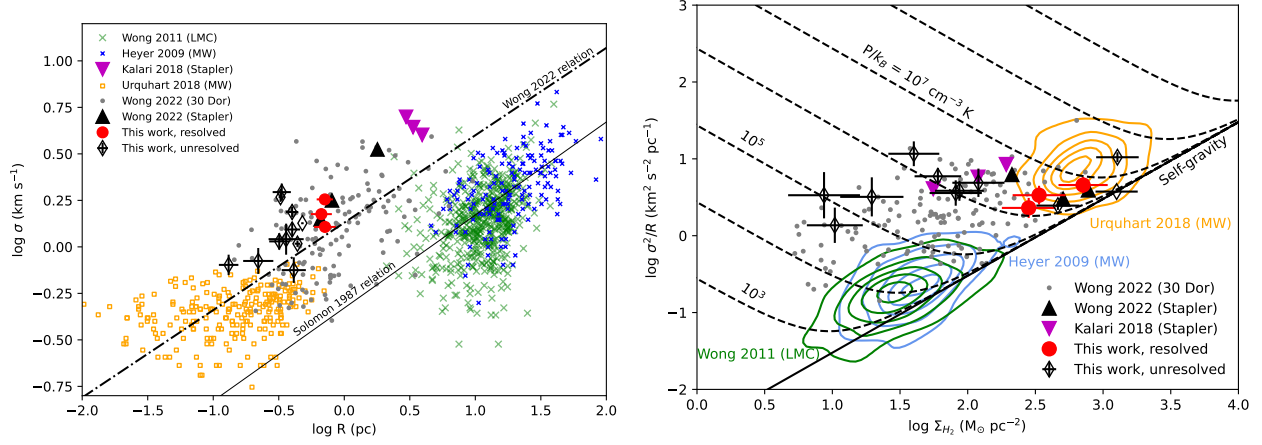 Wong 2011 (LMC)
Heyer 2009 (MW)
Kalari 2018 (Stapler)
Urquhart 2018 (MW)
Wong 2022 (30 Dor)
Wong 2022 (Stapler)
This work, resolved
This work, unresolved
Wong 2022 relation
Solomon 1987 relation
1.00
0.75
0.50
0.25
0.00
−0.25
−0.50
−0.75
log σ (km s⁻¹)
−2.0
−1.5
−1.0
−0.5
0.0
0.5
1.0
1.5
2.0
log R (pc)
3
2
1
0
−1
−2
log σ²/R (km² s⁻² pc⁻¹)
P/k_B = 10⁷ cm⁻³ K
10⁵
10³
Self-gravity
Urquhart 2018 (MW)
Heyer 2009 (MW)
Wong 2011 (LMC)
Wong 2022 (30 Dor)
Wong 2022 (Stapler)
Kalari 2018 (Stapler)
This work, resolved
This work, unresolved
0.0
0.5
1.0
1.5
2.0
2.5
3.0
3.5
4.0
log Σ_H₂ (M⊙ pc⁻²)